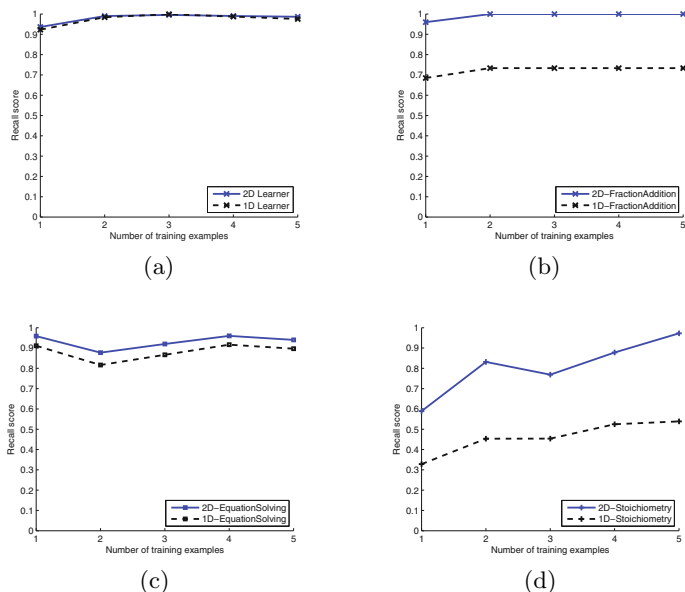 1
0.9
0.8
0.7
0.6
0.5
0.4
0.3
0.2
0.1
0
Recall score
2D Learner
1D Learner
1 2 3 4 5
Number of training examples
(a)
1
0.9
0.8
0.7
0.6
0.5
0.4
0.3
0.2
0.1
0
Recall score
2D-FractionAddition
1D-FractionAddition
1 2 3 4 5
Number of training examples
(b)
1
0.9
0.8
0.7
0.6
0.5
0.4
0.3
0.2
0.1
0
Recall score
2D-EquationSolving
1D-EquationSolving
1 2 3 4 5
Number of training examples
(c)
1
0.9
0.8
0.7
0.6
0.5
0.4
0.3
0.2
0.1
0
Recall score
2D-Stoichiometry
1D-Stoichiometry
1 2 3 4 5
Number of training examples
(d)